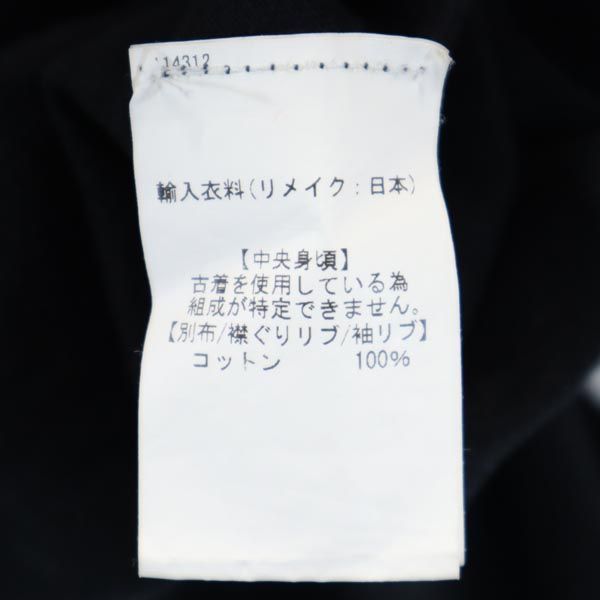 14312
輸入衣料(リメイク:日本)
【中央身頃】
古着を使用している為
組成が特定できません。
【別布/襟ぐりリブ/袖リブ】
コットン 100%